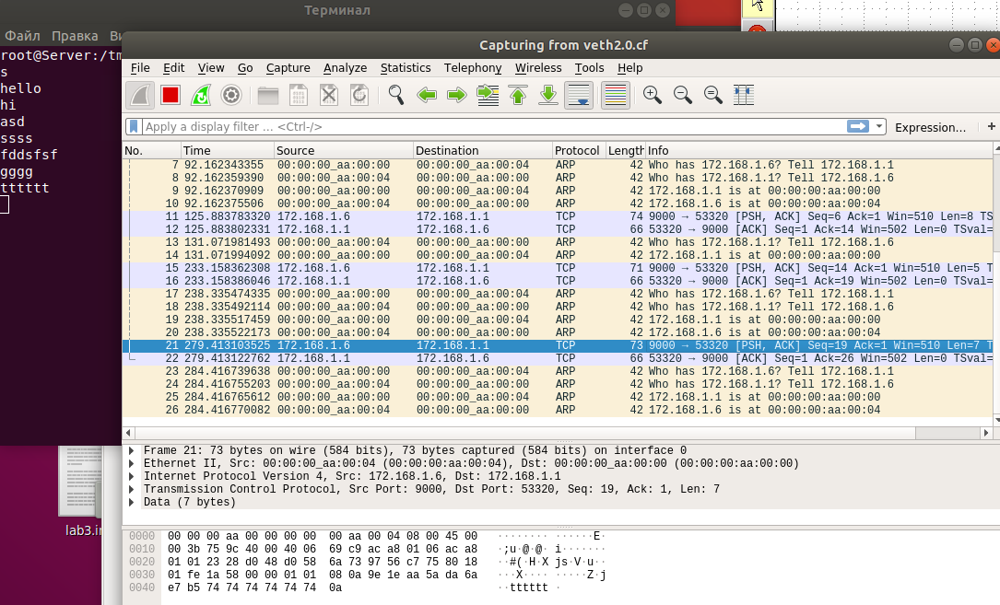 Терминал
Файл Правка Ви
root@Server:/tm
s
hello
hi
asd
ssss
fddsfsf
gggg
tttttt
lab3.i
Capturing from veth2.0.cf
File Edit View Go Capture Analyze Statistics Telephony Wireless Tools Help
Apply a display filter ... <Ctrl-/> Expression... +
No. Time Source Destination Protocol Length Info
7 92.162343355 00:00:00_aa:00:00 00:00:00_aa:00:04 ARP 42 Who has 172.168.1.6? Tell 172.168.1.1
8 92.162359390 00:00:00_aa:00:04 00:00:00_aa:00:00 ARP 42 Who has 172.168.1.1? Tell 172.168.1.6
9 92.162370909 00:00:00_aa:00:00 00:00:00_aa:00:04 ARP 42 172.168.1.1 is at 00:00:00:aa:00:00
10 92.162375506 00:00:00_aa:00:04 00:00:00_aa:00:00 ARP 42 172.168.1.6 is at 00:00:00:aa:00:04
11 125.883783320 172.168.1.6 172.168.1.1 TCP 74 9000 → 53320 [PSH, ACK] Seq=6 Ack=1 Win=510 Len=8 TS
12 125.883802331 172.168.1.1 172.168.1.6 TCP 66 53320 → 9000 [ACK] Seq=1 Ack=14 Win=502 Len=0 TSval=
13 131.071981493 00:00:00_aa:00:04 00:00:00_aa:00:00 ARP 42 Who has 172.168.1.1? Tell 172.168.1.6
14 131.071994092 00:00:00_aa:00:00 00:00:00_aa:00:04 ARP 42 172.168.1.1 is at 00:00:00:aa:00:00
15 233.158362308 172.168.1.6 172.168.1.1 TCP 71 9000 → 53320 [PSH, ACK] Seq=14 Ack=1 Win=510 Len=5 T
16 233.158386046 172.168.1.1 172.168.1.6 TCP 66 53320 → 9000 [ACK] Seq=1 Ack=19 Win=502 Len=0 TSval=
17 238.335474335 00:00:00_aa:00:00 00:00:00_aa:00:04 ARP 42 Who has 172.168.1.6? Tell 172.168.1.1
18 238.335492114 00:00:00_aa:00:04 00:00:00_aa:00:00 ARP 42 Who has 172.168.1.1? Tell 172.168.1.6
19 238.335517459 00:00:00_aa:00:00 00:00:00_aa:00:04 ARP 42 172.168.1.1 is at 00:00:00:aa:00:00
20 238.335522173 00:00:00_aa:00:04 00:00:00_aa:00:00 ARP 42 172.168.1.6 is at 00:00:00:aa:00:04
21 279.413103525 172.168.1.6 172.168.1.1 TCP 73 9000 → 53320 [PSH, ACK] Seq=19 Ack=1 Win=510 Len=7 T
22 279.413122762 172.168.1.1 172.168.1.6 TCP 66 53320 → 9000 [ACK] Seq=1 Ack=26 Win=502 Len=0 TSval=
23 284.416739638 00:00:00_aa:00:00 00:00:00_aa:00:04 ARP 42 Who has 172.168.1.6? Tell 172.168.1.1
24 284.416755203 00:00:00_aa:00:04 00:00:00_aa:00:00 ARP 42 Who has 172.168.1.1? Tell 172.168.1.6
25 284.416765612 00:00:00_aa:00:00 00:00:00_aa:00:04 ARP 42 172.168.1.1 is at 00:00:00:aa:00:00
26 284.416770082 00:00:00_aa:00:04 00:00:00_aa:00:00 ARP 42 172.168.1.6 is at 00:00:00:aa:00:04
Frame 21: 73 bytes on wire (584 bits), 73 bytes captured (584 bits) on interface 0
Ethernet II, Src: 00:00:00_aa:00:04 (00:00:00:aa:00:04), Dst: 00:00:00_aa:00:00 (00:00:00:aa:00:00)
Internet Protocol Version 4, Src: 172.168.1.6, Dst: 172.168.1.1
Transmission Control Protocol, Src Port: 9000, Dst Port: 53320, Seq: 19, Ack: 1, Len: 7
Data (7 bytes)
0000 00 00 00 aa 00 00 00 00 00 aa 00 04 08 00 45 00 ········ ······E·
0010 00 3b 75 9c 40 00 40 06 69 c9 ac a8 01 06 ac a8 ·;u·@·@· i·······
0020 01 01 23 28 d0 48 d0 58 6a 73 97 56 c7 75 80 18 ··#(·H·X js·V·u··
0030 01 fe 1a 58 00 00 01 01 08 0a 9e 1e aa 5a da 6a ···X···· ·····Z·j
0040 e7 b5 74 74 74 74 74 74 0a ··tttttt ·